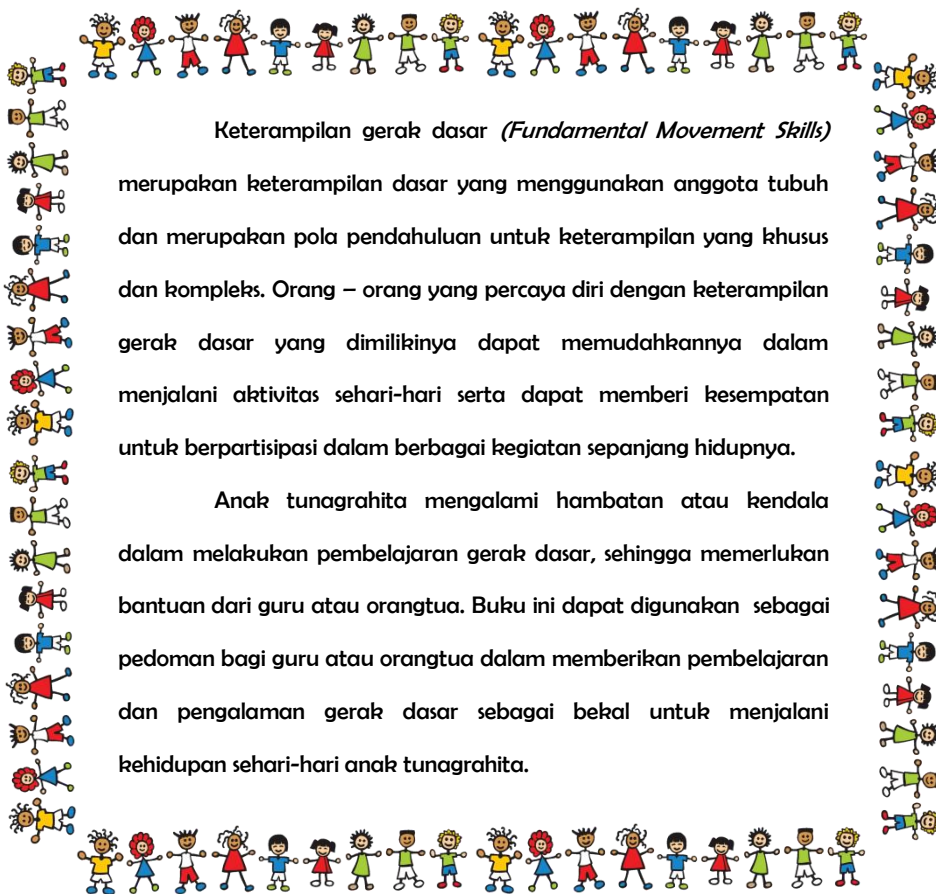 Keterampilan gerak dasar (Fundamental Movement Skills)
merupakan keterampilan dasar yang menggunakan anggota tubuh
dan merupakan pola pendahuluan untuk keterampilan yang khusus
dan kompleks. Orang – orang yang percaya diri dengan keterampilan
gerak dasar yang dimilikinya dapat memudahkannya dalam
menjalani aktivitas sehari-hari serta dapat memberi kesempatan
untuk berpartisipasi dalam berbagai kegiatan sepanjang hidupnya.
Anak tunagrahita mengalami hambatan atau kendala
dalam melakukan pembelajaran gerak dasar, sehingga memerlukan
bantuan dari guru atau orangtua. Buku ini dapat digunakan sebagai
pedoman bagi guru atau orangtua dalam memberikan pembelajaran
dan pengalaman gerak dasar sebagai bekal untuk menjalani
kehidupan sehari-hari anak tunagrahita.